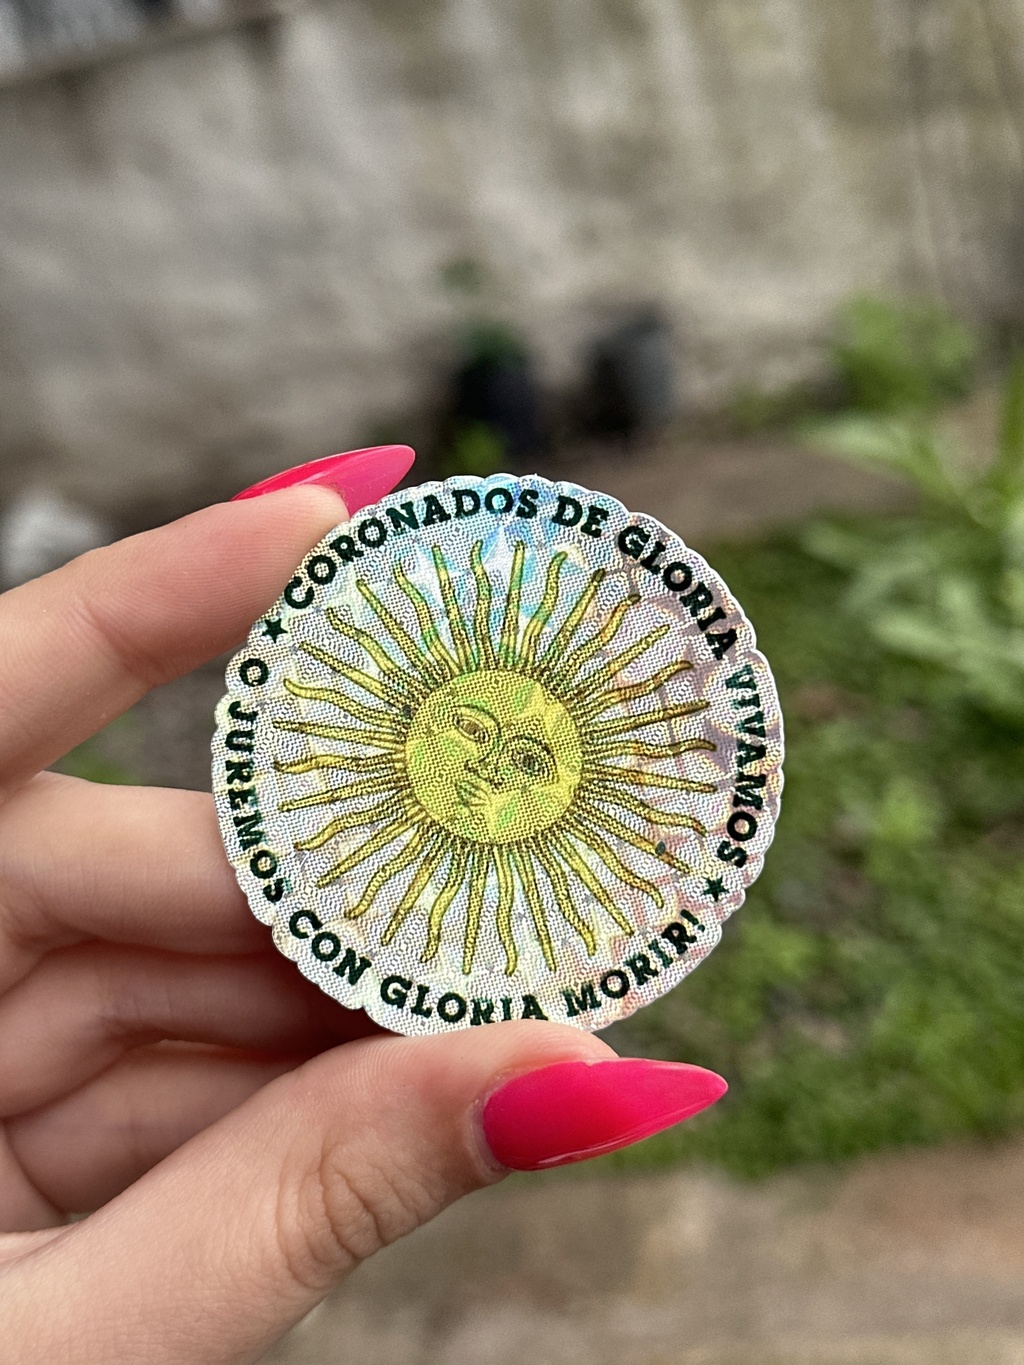 ★ CORONADOS DE GLORIA VIVAMOS ★
O JUREMOS CON GLORIA MORIR!